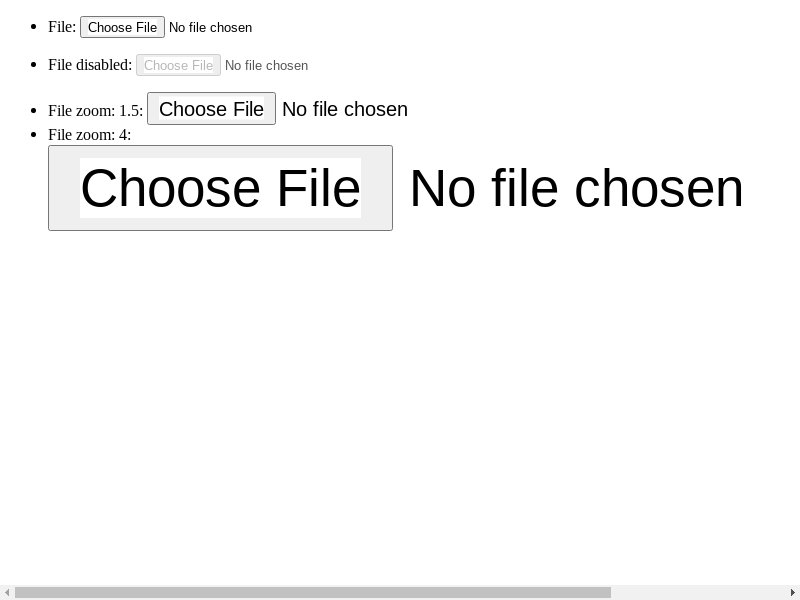 File: Choose File No file chosen
File disabled: Choose File No file chosen
File zoom: 1.5: Choose File No file chosen
File zoom: 4:
Choose File No file chosen